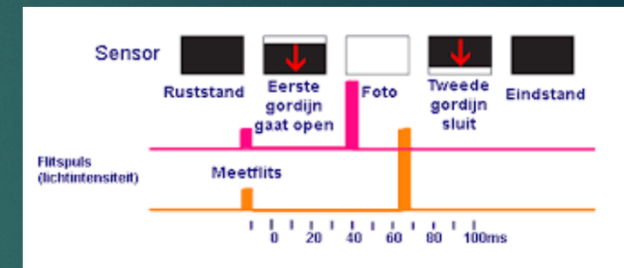 Sensor
Ruststand
Eerste
gordijn
gaat open
Foto
Tweede
gordijn
sluit
Eindstand
Flitspuls
(lichtintensiteit)
Meetflits
0 20 40 60 80 100ms